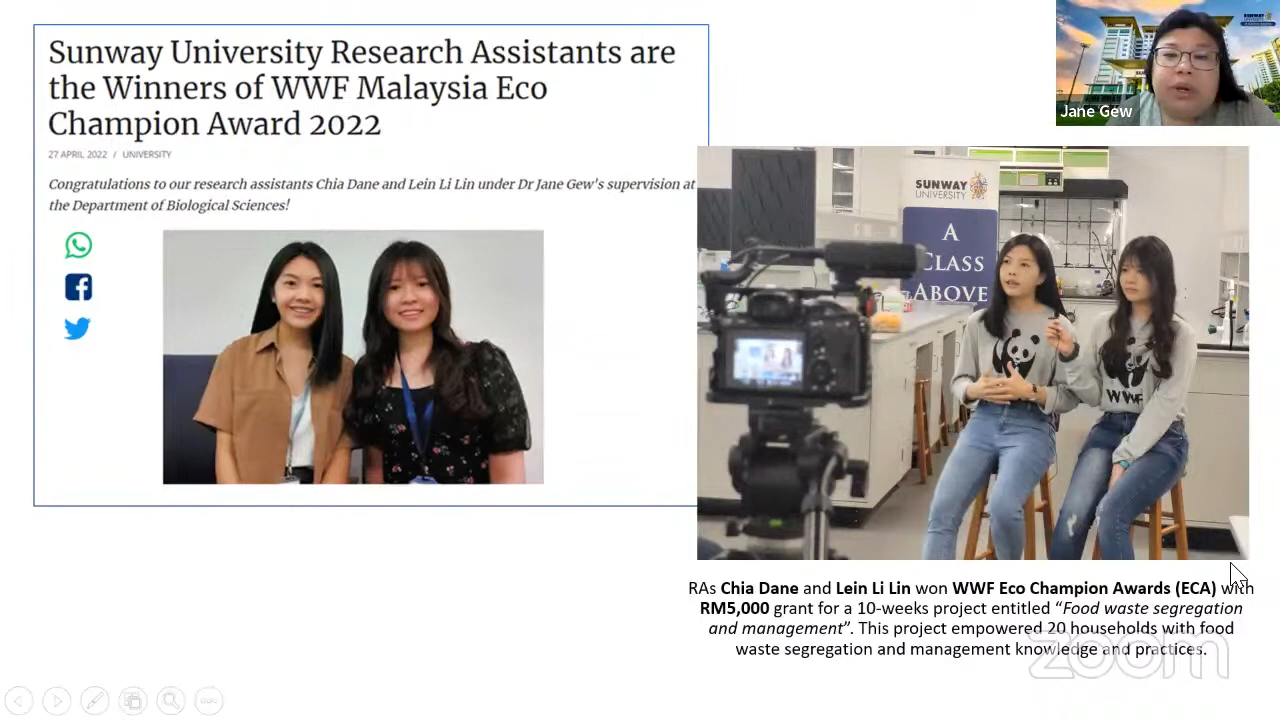 Sunway University Research Assistants are
the Winners of WWF Malaysia Eco
Champion Award 2022
27 APRIL 2022 / UNIVERSITY
Congratulations to our research assistants Chia Dane and Lein Li Lin under Dr Jane Gew's supervision at
the Department of Biological Sciences!
Jane Gew
SUNWAY
UNIVERSITY
A
CLASS
ABOVE
WWF
RAs Chia Dane and Lein Li Lin won WWF Eco Champion Awards (ECA) with
RM5,000 grant for a 10-weeks project entitled “Food waste segregation
and management”. This project empowered 20 households with food
waste segregation and management knowledge and practices.
zoom